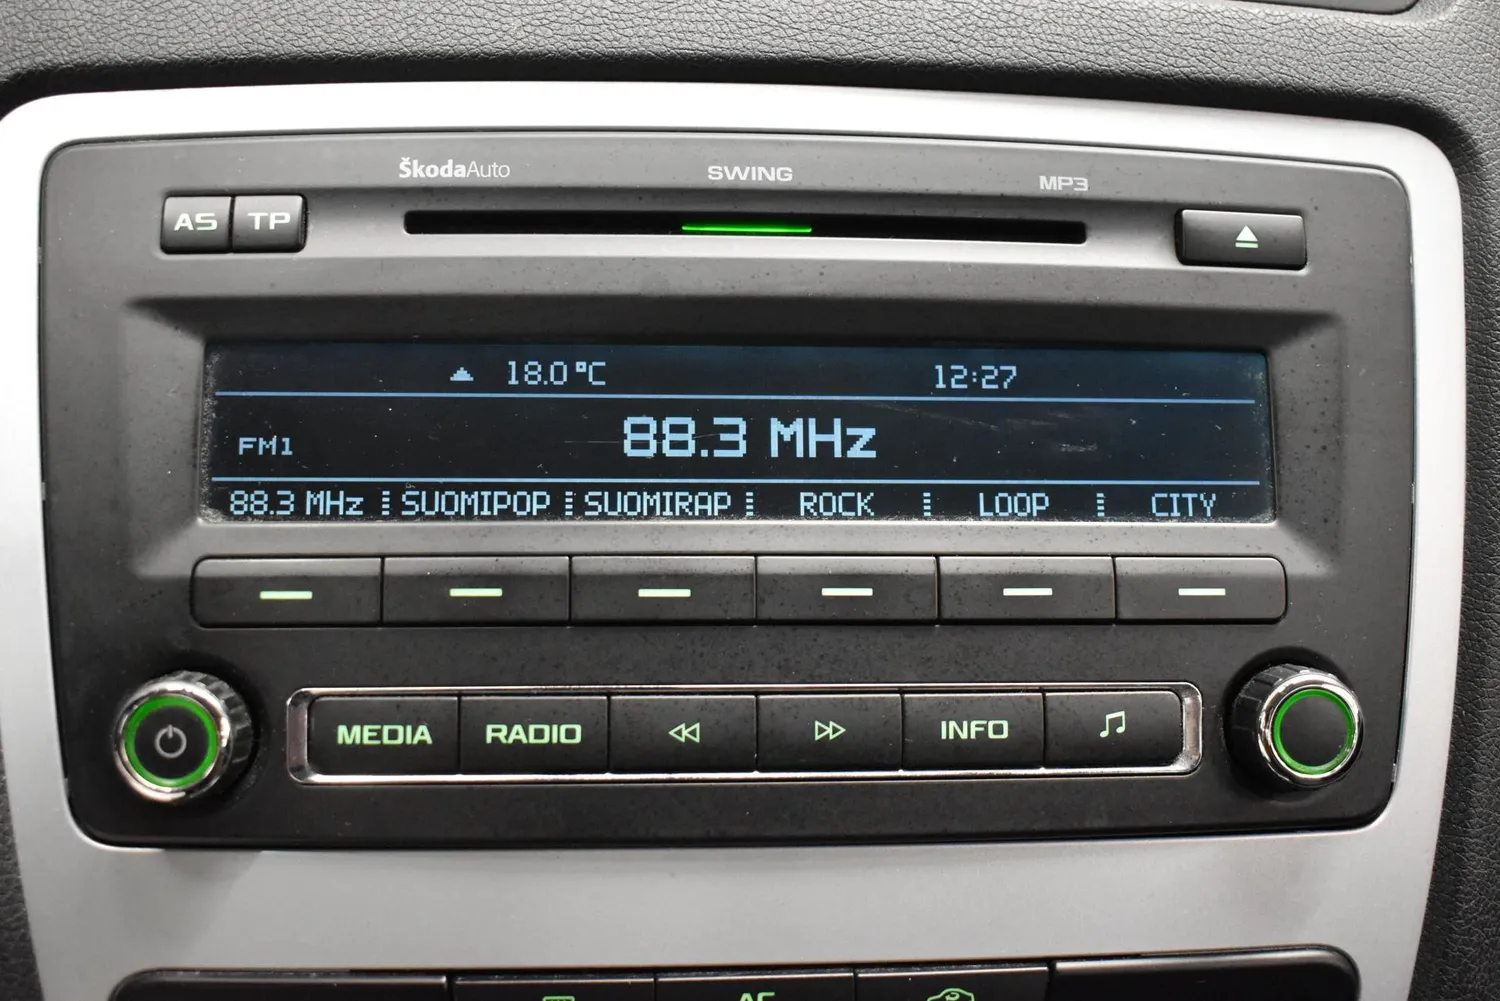 ŠkodaAuto SWING MP3
AS TP
18.0 °C 12:27
FM1 88.3 MHz
88.3 MHz SUOMIPOP SUOMIRAP ROCK LOOP CITY
MEDIA RADIO INFO
AC